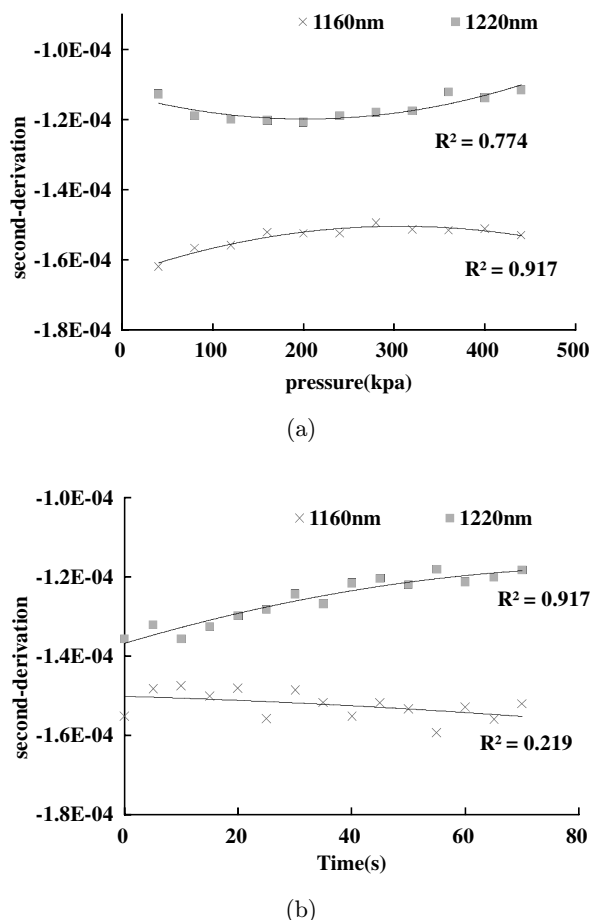 1160nm 1220nm
-1.0E-04
-1.2E-04
-1.4E-04
-1.6E-04
-1.8E-04
second-derivation
R² = 0.774
R² = 0.917
0 100 200 300 400 500
pressure(kpa)
(a)
1160nm 1220nm
-1.0E-04
-1.2E-04
-1.4E-04
-1.6E-04
-1.8E-04
second-derivation
R² = 0.917
R² = 0.219
0 20 40 60 80
Time(s)
(b)